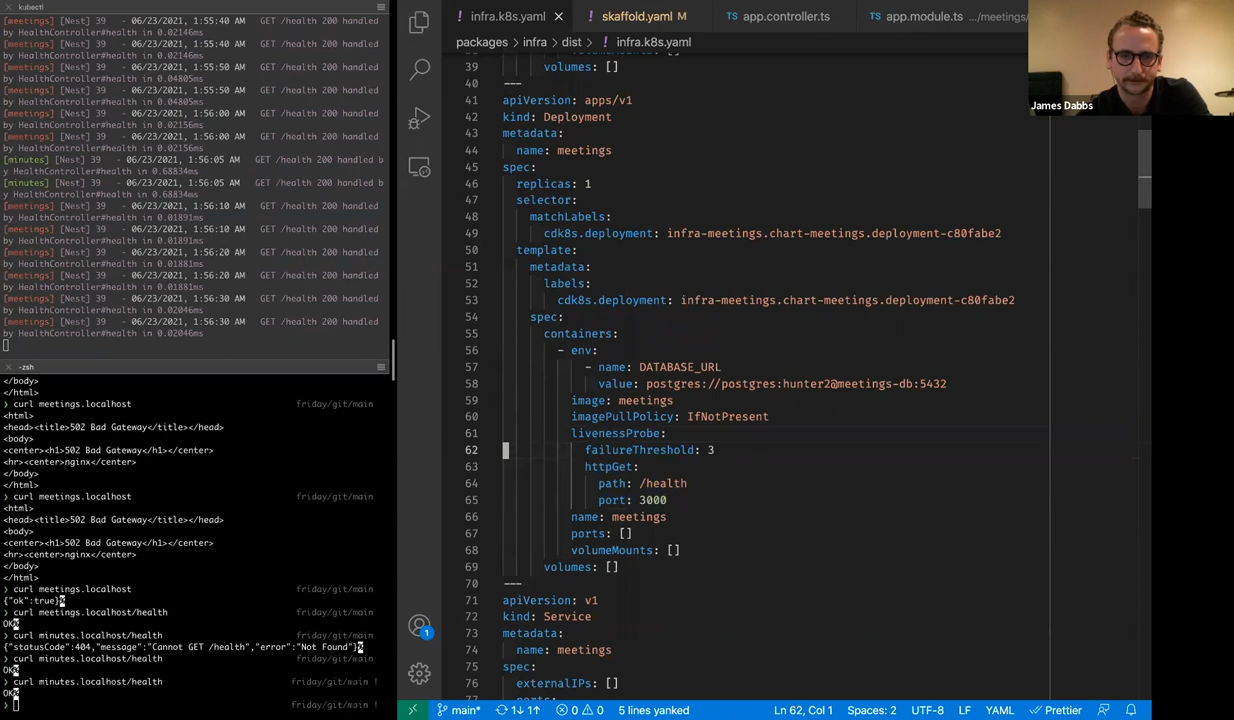 kubectl
[meetings] [Nest] 39   - 06/23/2021, 1:55:40 AM   GET /health 200 handled
by HealthController#health in 0.02146ms
[meetings] [Nest] 39   - 06/23/2021, 1:55:40 AM   GET /health 200 handled
by HealthController#health in 0.02146ms
[meetings] [Nest] 39   - 06/23/2021, 1:55:50 AM   GET /health 200 handled
by HealthController#health in 0.04805ms
[meetings] [Nest] 39   - 06/23/2021, 1:55:50 AM   GET /health 200 handled
by HealthController#health in 0.04805ms
[meetings] [Nest] 39   - 06/23/2021, 1:56:00 AM   GET /health 200 handled
by HealthController#health in 0.02156ms
[meetings] [Nest] 39   - 06/23/2021, 1:56:00 AM   GET /health 200 handled
by HealthController#health in 0.02156ms
[minutes] [Nest] 39   - 06/23/2021, 1:56:05 AM   GET /health 200 handled b
y HealthController#health in 0.68834ms
[minutes] [Nest] 39   - 06/23/2021, 1:56:05 AM   GET /health 200 handled b
y HealthController#health in 0.68834ms
[meetings] [Nest] 39   - 06/23/2021, 1:56:10 AM   GET /health 200 handled
by HealthController#health in 0.01891ms
[meetings] [Nest] 39   - 06/23/2021, 1:56:10 AM   GET /health 200 handled
by HealthController#health in 0.01891ms
[meetings] [Nest] 39   - 06/23/2021, 1:56:20 AM   GET /health 200 handled
by HealthController#health in 0.01881ms
[meetings] [Nest] 39   - 06/23/2021, 1:56:20 AM   GET /health 200 handled
by HealthController#health in 0.01881ms
[meetings] [Nest] 39   - 06/23/2021, 1:56:30 AM   GET /health 200 handled
by HealthController#health in 0.02046ms
[meetings] [Nest] 39   - 06/23/2021, 1:56:30 AM   GET /health 200 handled
by HealthController#health in 0.02046ms
-zsh
</body>
</html>
❯ curl meetings.localhost friday/git/main
<html>
<head><title>502 Bad Gateway</title></head>
<body>
<center><h1>502 Bad Gateway</h1></center>
<hr><center>nginx</center>
</body>
</html>
❯ curl meetings.localhost friday/git/main
<html>
<head><title>502 Bad Gateway</title></head>
<body>
<center><h1>502 Bad Gateway</h1></center>
<hr><center>nginx</center>
</body>
</html>
❯ curl meetings.localhost friday/git/main
{"ok":true}%
❯ curl meetings.localhost/health friday/git/main
OK%
❯ curl minutes.localhost/health friday/git/main
{"statusCode":404,"message":"Cannot GET /health","error":"Not Found"}%
❯ curl minutes.localhost/health friday/git/main
OK%
❯ curl minutes.localhost/health friday/git/main !
OK%
❯ friday/git/main !
! infra.k8s.yaml × ! skaffold.yaml M TS app.controller.ts TS app.module.ts .../meetings/
packages > infra > dist > ! infra.k8s.yaml
39 volumes: []
40 ---
41 apiVersion: apps/v1
42 kind: Deployment
43 metadata:
44 name: meetings
45 spec:
46 replicas: 1
47 selector:
48 matchLabels:
49 cdk8s.deployment: infra-meetings.chart-meetings.deployment-c80fabe2
50 template:
51 metadata:
52 labels:
53 cdk8s.deployment: infra-meetings.chart-meetings.deployment-c80fabe2
54 spec:
55 containers:
56 - env:
57 - name: DATABASE_URL
58 value: postgres://postgres:hunter2@meetings-db:5432
59 image: meetings
60 imagePullPolicy: IfNotPresent
61 livenessProbe:
62 failureThreshold: 3
63 httpGet:
64 path: /health
65 port: 3000
66 name: meetings
67 ports: []
68 volumeMounts: []
69 volumes: []
70 ---
71 apiVersion: v1
72 kind: Service
73 metadata:
74 name: meetings
75 spec:
76 externalIPs: []
James Dabbs
1
main* 1↓ 1↑ 0 0 5 lines yanked Ln 62, Col 1 Spaces: 2 UTF-8 LF YAML Prettier